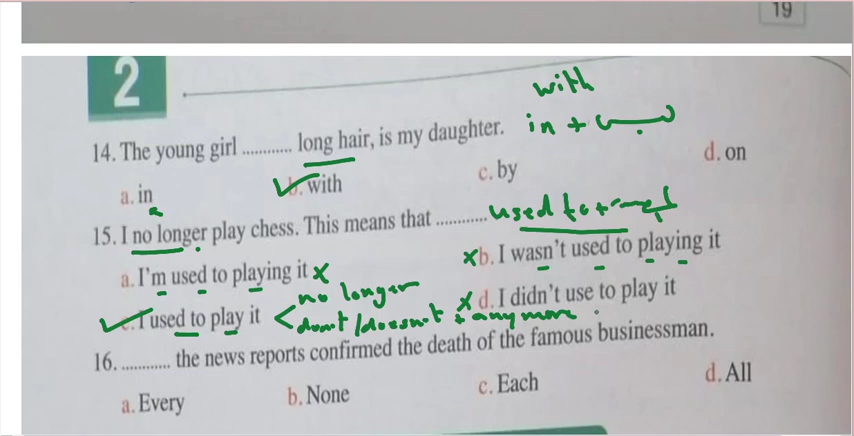 19
2
with
14. The young girl ............ long hair, is my daughter. in +
a. in b. with c. by d. on
15. I no longer play chess. This means that ............ used to +
a. I'm used to playing it x x b. I wasn't used to playing it
no longer
I used to play it x d. I didn't use to play it
don't/doesn't + any more
16. ............ the news reports confirmed the death of the famous businessman.
a. Every b. None c. Each d. All